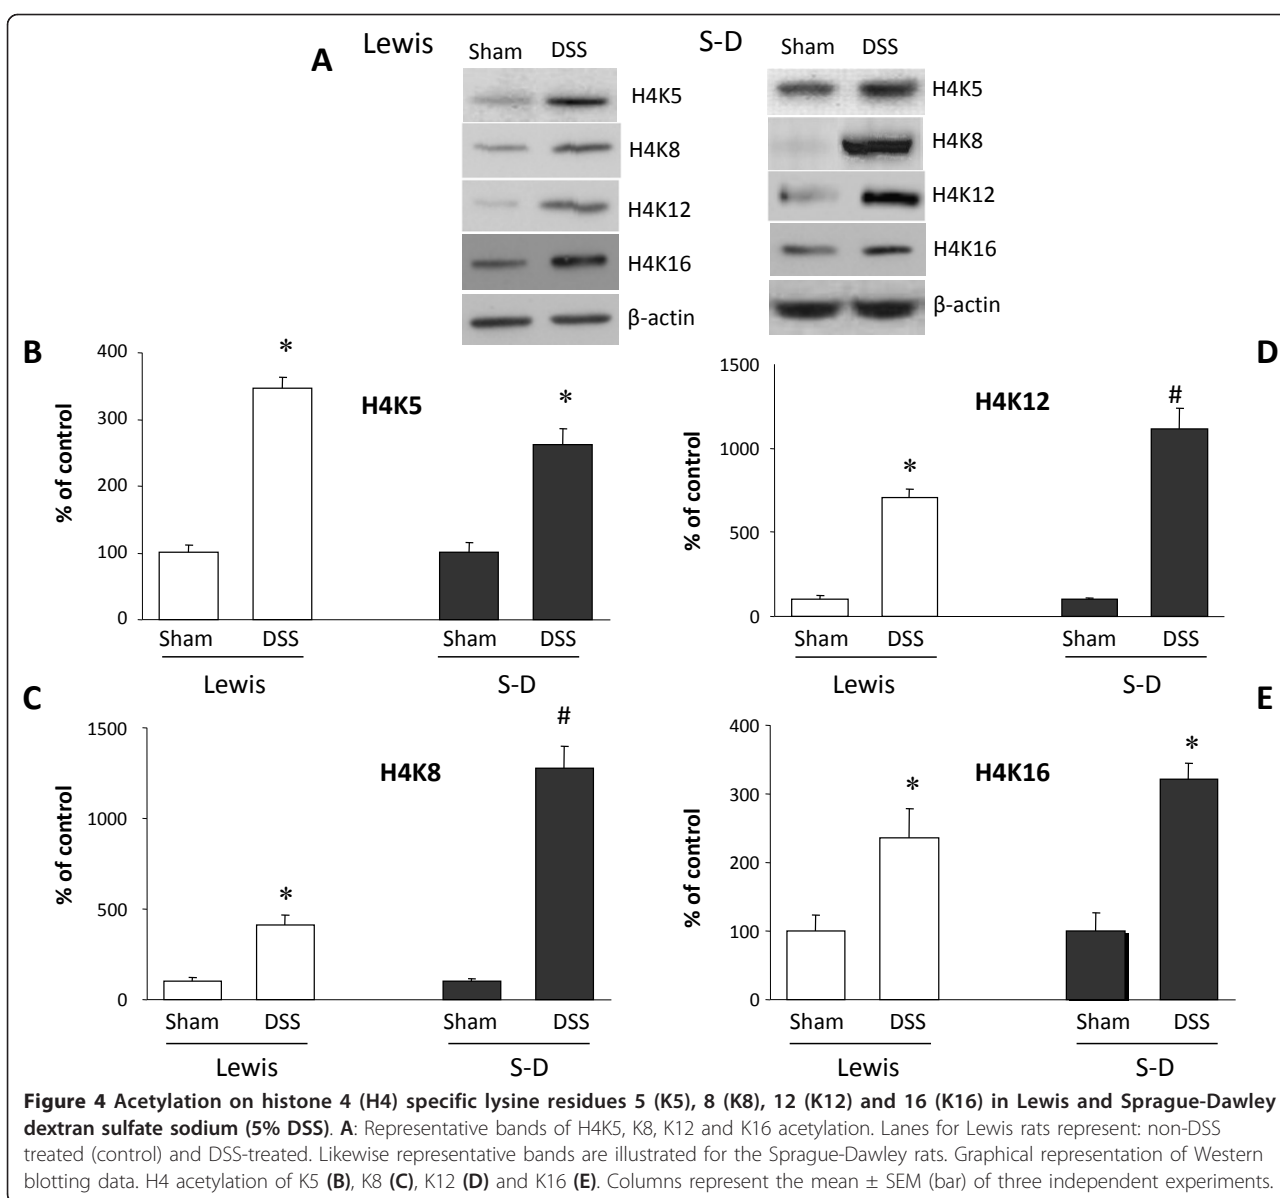 A
Lewis
Sham DSS
H4K5
H4K8
H4K12
H4K16
β-actin
S-D
Sham DSS
H4K5
H4K8
H4K12
H4K16
β-actin
B
H4K5
% of control
400
300
200
100
0
*
*
Sham DSS Sham DSS
Lewis S-D
D
H4K12
% of control
1500
1000
500
0
*
#
Sham DSS Sham DSS
Lewis S-D
C
H4K8
% of control
1500
1000
500
0
*
#
Sham DSS Sham DSS
Lewis S-D
E
H4K16
% of control
400
300
200
100
0
*
*
Sham DSS Sham DSS
Lewis S-D
Figure 4 Acetylation on histone 4 (H4) specific lysine residues 5 (K5), 8 (K8), 12 (K12) and 16 (K16) in Lewis and Sprague-Dawley
dextran sulfate sodium (5% DSS). A: Representative bands of H4K5, K8, K12 and K16 acetylation. Lanes for Lewis rats represent: non-DSS
treated (control) and DSS-treated. Likewise representative bands are illustrated for the Sprague-Dawley rats. Graphical representation of Western
blotting data. H4 acetylation of K5 (B), K8 (C), K12 (D) and K16 (E). Columns represent the mean ± SEM (bar) of three independent experiments.